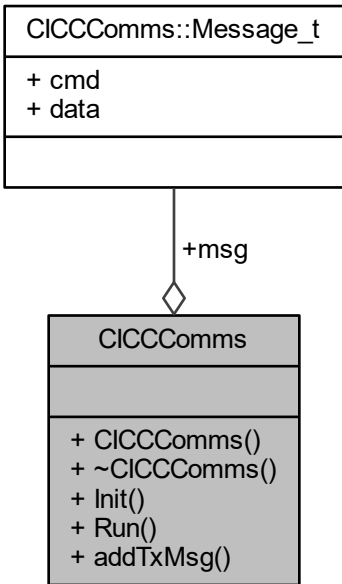 CICCComms::Message_t
+ cmd
+ data
+msg
CICCComms
+ CICCComms()
+ ~CICCComms()
+ Init()
+ Run()
+ addTxMsg()